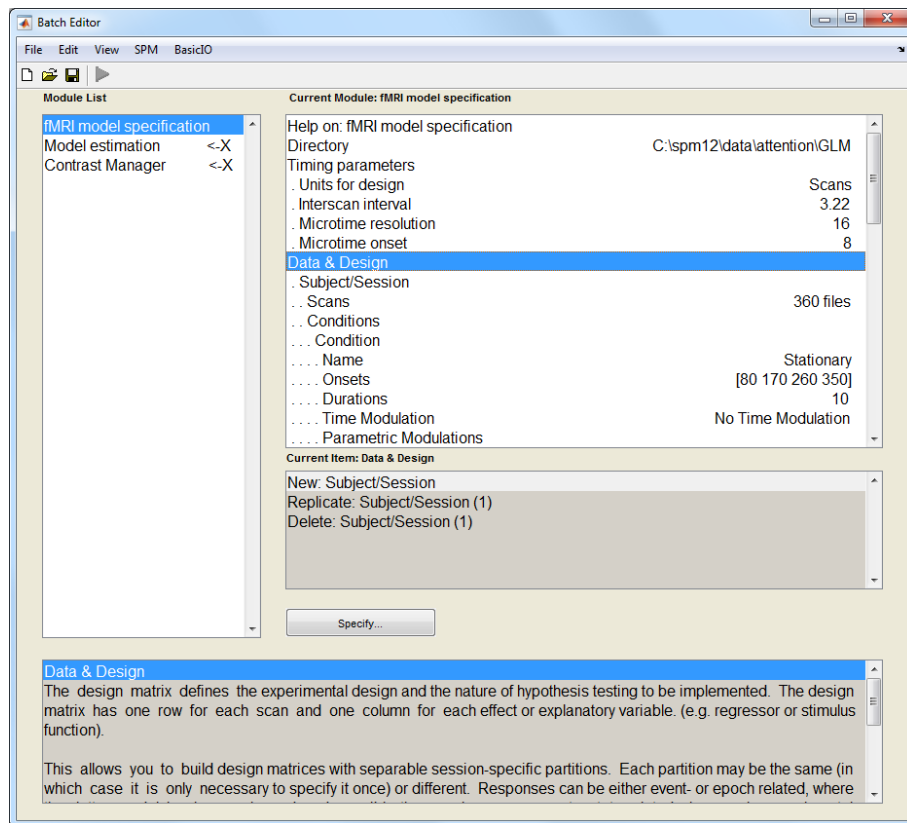 Batch Editor
File Edit View SPM BasicIO
Module List
Current Module: fMRI model specification
fMRI model specification
Model estimation <-X
Contrast Manager <-X
Help on: fMRI model specification
Directory C:\spm12\data\attention\GLM
Timing parameters
. Units for design Scans
. Interscan interval 3.22
. Microtime resolution 16
. Microtime onset 8
Data & Design
. Subject/Session
. . Scans 360 files
. . Conditions
. . . Condition
. . . . Name Stationary
. . . . Onsets [80 170 260 350]
. . . . Durations 10
. . . . Time Modulation No Time Modulation
. . . . Parametric Modulations
Current Item: Data & Design
New: Subject/Session
Replicate: Subject/Session (1)
Delete: Subject/Session (1)
Specify...
Data & Design
The design matrix defines the experimental design and the nature of hypothesis testing to be implemented. The design
matrix has one row for each scan and one column for each effect or explanatory variable. (e.g. regressor or stimulus
function).
This allows you to build design matrices with separable session-specific partitions. Each partition may be the same (in
which case it is only necessary to specify it once) or different. Responses can be either event- or epoch related, where